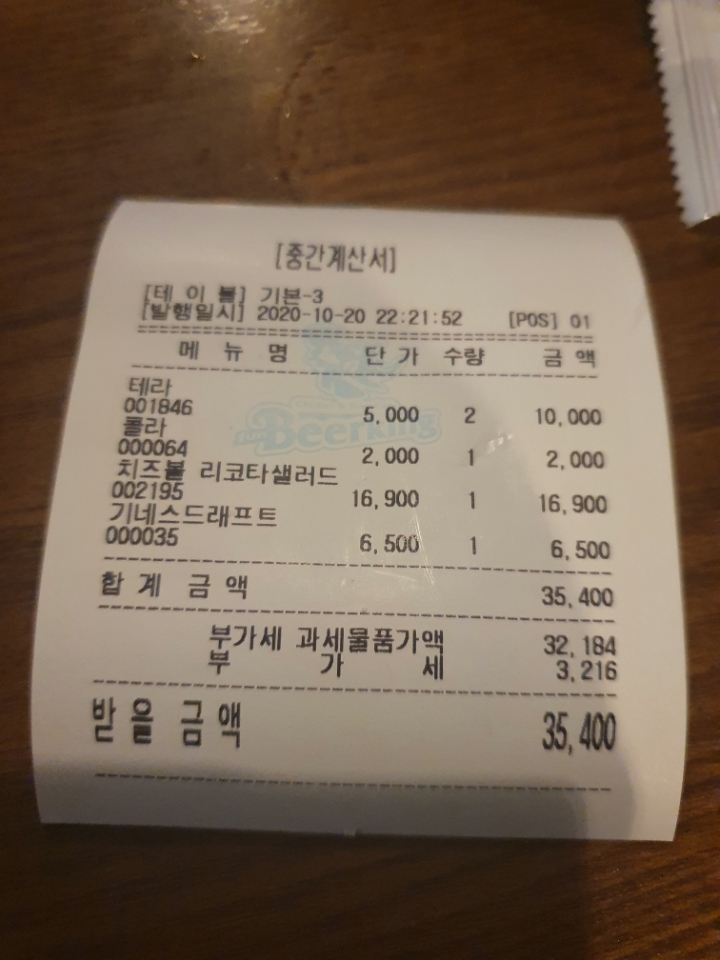 [중간계산서]
[테 이 블] 기본-3
[발행일시] 2020-10-20 22:21:52 [POS] 01
메 뉴 명 단 가 수량 금 액
테라
001846 5,000 2 10,000
콜라
000064 2,000 1 2,000
치즈볼 리코타샐러드
002195 16,900 1 16,900
기네스드래프트
000035 6,500 1 6,500
합 계 금 액 35,400
부가세 과세물품가액 32,184
부 가 세 3,216
받 을 금 액 35,400
Beerking